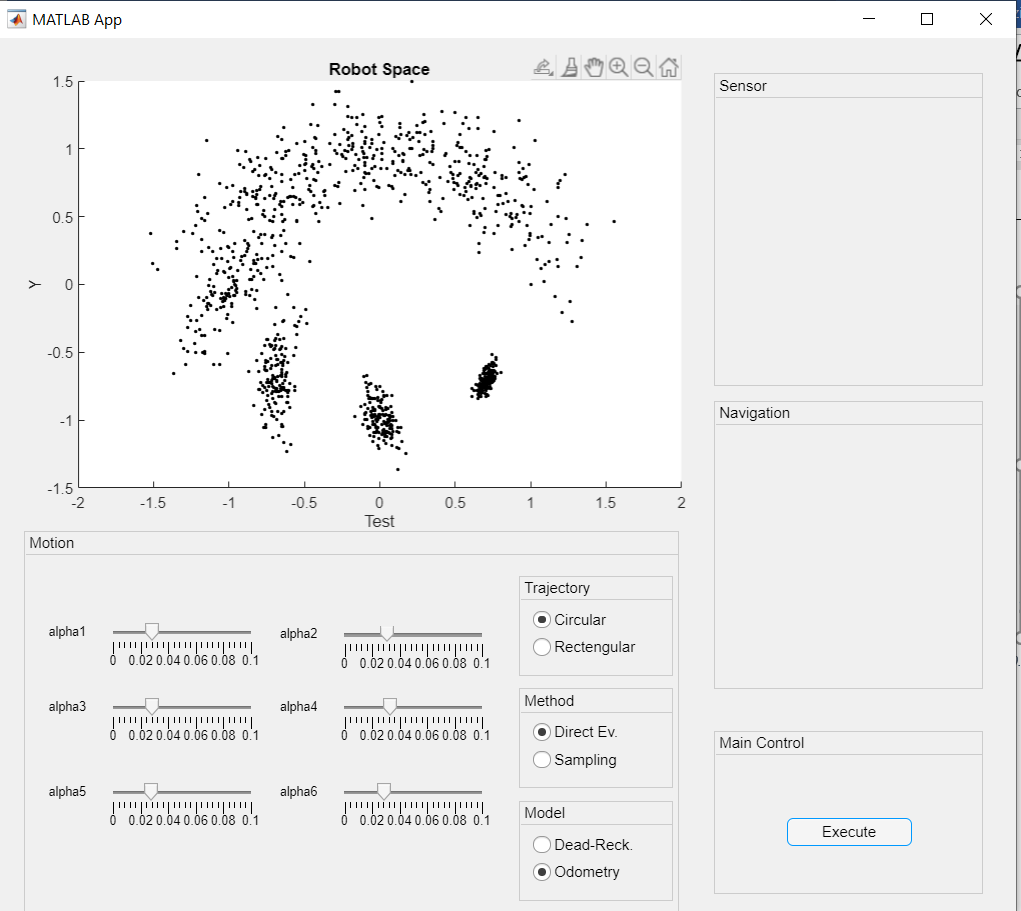 MATLAB App
Robot Space
Sensor
1.5
1
0.5
0
-0.5
-1
-1.5
Y
-2 -1.5 -1 -0.5 0 0.5 1 1.5 2
Test
Navigation
Motion
alpha1
0 0.02 0.04 0.06 0.08 0.1
alpha2
0 0.02 0.04 0.06 0.08 0.1
alpha3
0 0.02 0.04 0.06 0.08 0.1
alpha4
0 0.02 0.04 0.06 0.08 0.1
alpha5
0 0.02 0.04 0.06 0.08 0.1
alpha6
0 0.02 0.04 0.06 0.08 0.1
Trajectory
Circular
Rectengular
Method
Direct Ev.
Sampling
Model
Dead-Reck.
Odometry
Main Control
Execute